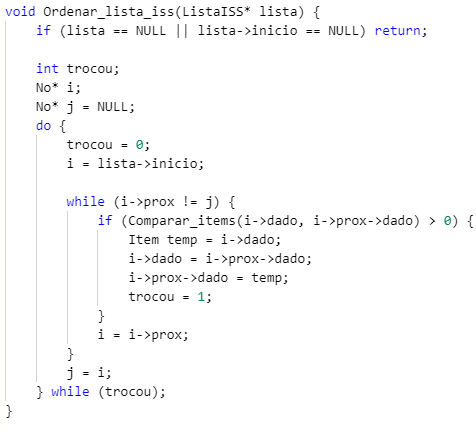 void Ordenar_lista_iss(ListaISS* lista) {
    if (lista == NULL || lista->inicio == NULL) return;

    int trocou;
    No* i;
    No* j = NULL;
    do {
        trocou = 0;
        i = lista->inicio;

        while (i->prox != j) {
            if (Comparar_items(i->dado, i->prox->dado) > 0) {
                Item temp = i->dado;
                i->dado = i->prox->dado;
                i->prox->dado = temp;
                trocou = 1;
            }
            i = i->prox;
        }
        j = i;
    } while (trocou);
}